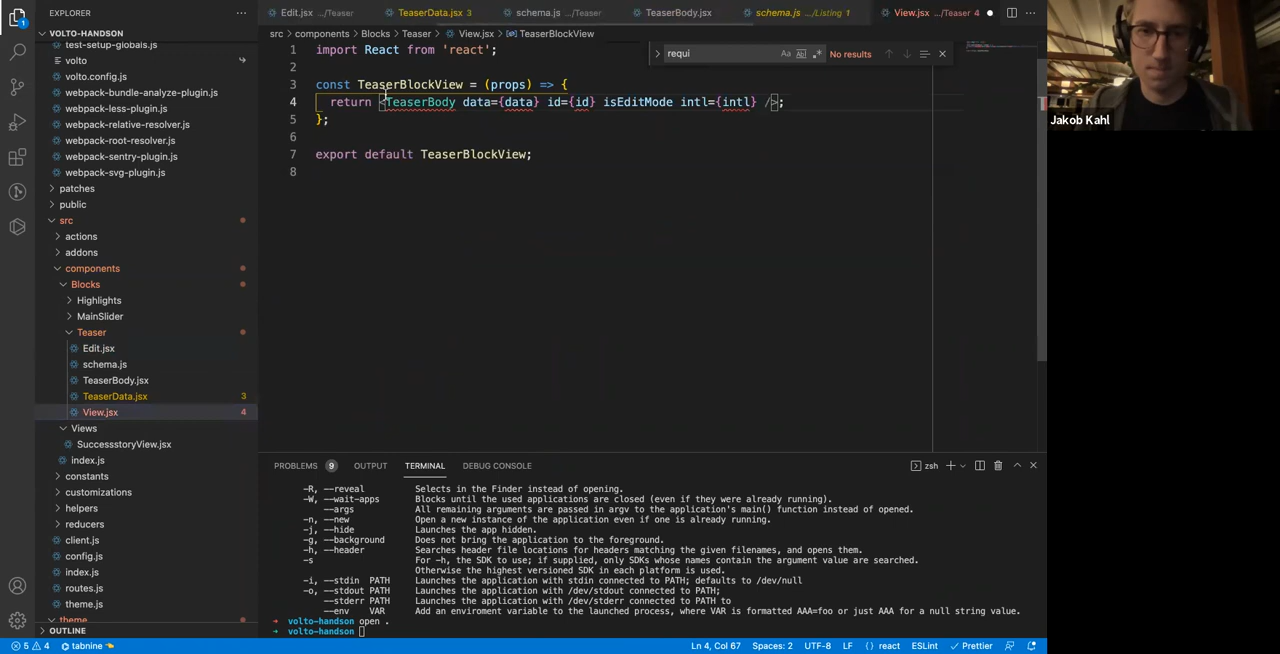 EXPLORER
VOLTO-HANDSON
test-setup-globals.js
volto
volto.config.js
webpack-bundle-analyze-plugin.js
webpack-less-plugin.js
webpack-relative-resolver.js
webpack-root-resolver.js
webpack-sentry-plugin.js
webpack-svg-plugin.js
patches
public
src
actions
addons
components
Blocks
Highlights
MainSlider
Teaser
Edit.jsx
schema.js
TeaserBody.jsx
TeaserData.jsx 3
View.jsx 4
Views
SuccessstoryView.jsx
index.js
constants
customizations
helpers
reducers
client.js
config.js
index.js
routes.js
theme.js
theme
OUTLINE
Edit.jsx .../Teaser
TeaserData.jsx 3
schema.js .../Teaser
TeaserBody.jsx
schema.js .../Listing 1
View.jsx .../Teaser 4
src > components > Blocks > Teaser > View.jsx > TeaserBlockView
requi
Aa
No results
1 import React from 'react';
2
3 const TeaserBlockView = (props) => {
4 return <TeaserBody data={data} id={id} isEditMode intl={intl} />;
5 };
6
7 export default TeaserBlockView;
8
PROBLEMS 9 OUTPUT TERMINAL DEBUG CONSOLE
zsh
-R, --reveal Selects in the Finder instead of opening.
-W, --wait-apps Blocks until the used applications are closed (even if they were already running).
--args All remaining arguments are passed in argv to the application's main() function instead of opened.
-n, --new Open a new instance of the application even if one is already running.
-j, --hide Launches the app hidden.
-g, --background Does not bring the application to the foreground.
-h, --header Searches header file locations for headers matching the given filenames, and opens them.
-s For -h, the SDK to use; if supplied, only SDKs whose names contain the argument value are searched.
Otherwise the highest versioned SDK in each platform is used.
-i, --stdin PATH Launches the application with stdin connected to PATH; defaults to /dev/null
-o, --stdout PATH Launches the application with /dev/stdout connected to PATH;
--stderr PATH Launches the application with /dev/stderr connected to PATH to
--env VAR Add an enviroment variable to the launched process, where VAR is formatted AAA=foo or just AAA for a null string value.
➜ volto-handson open .
➜ volto-handson
5 4 tabnine
Ln 4, Col 67 Spaces: 2 UTF-8 LF { } react ESLint Prettier
Jakob Kahl
1